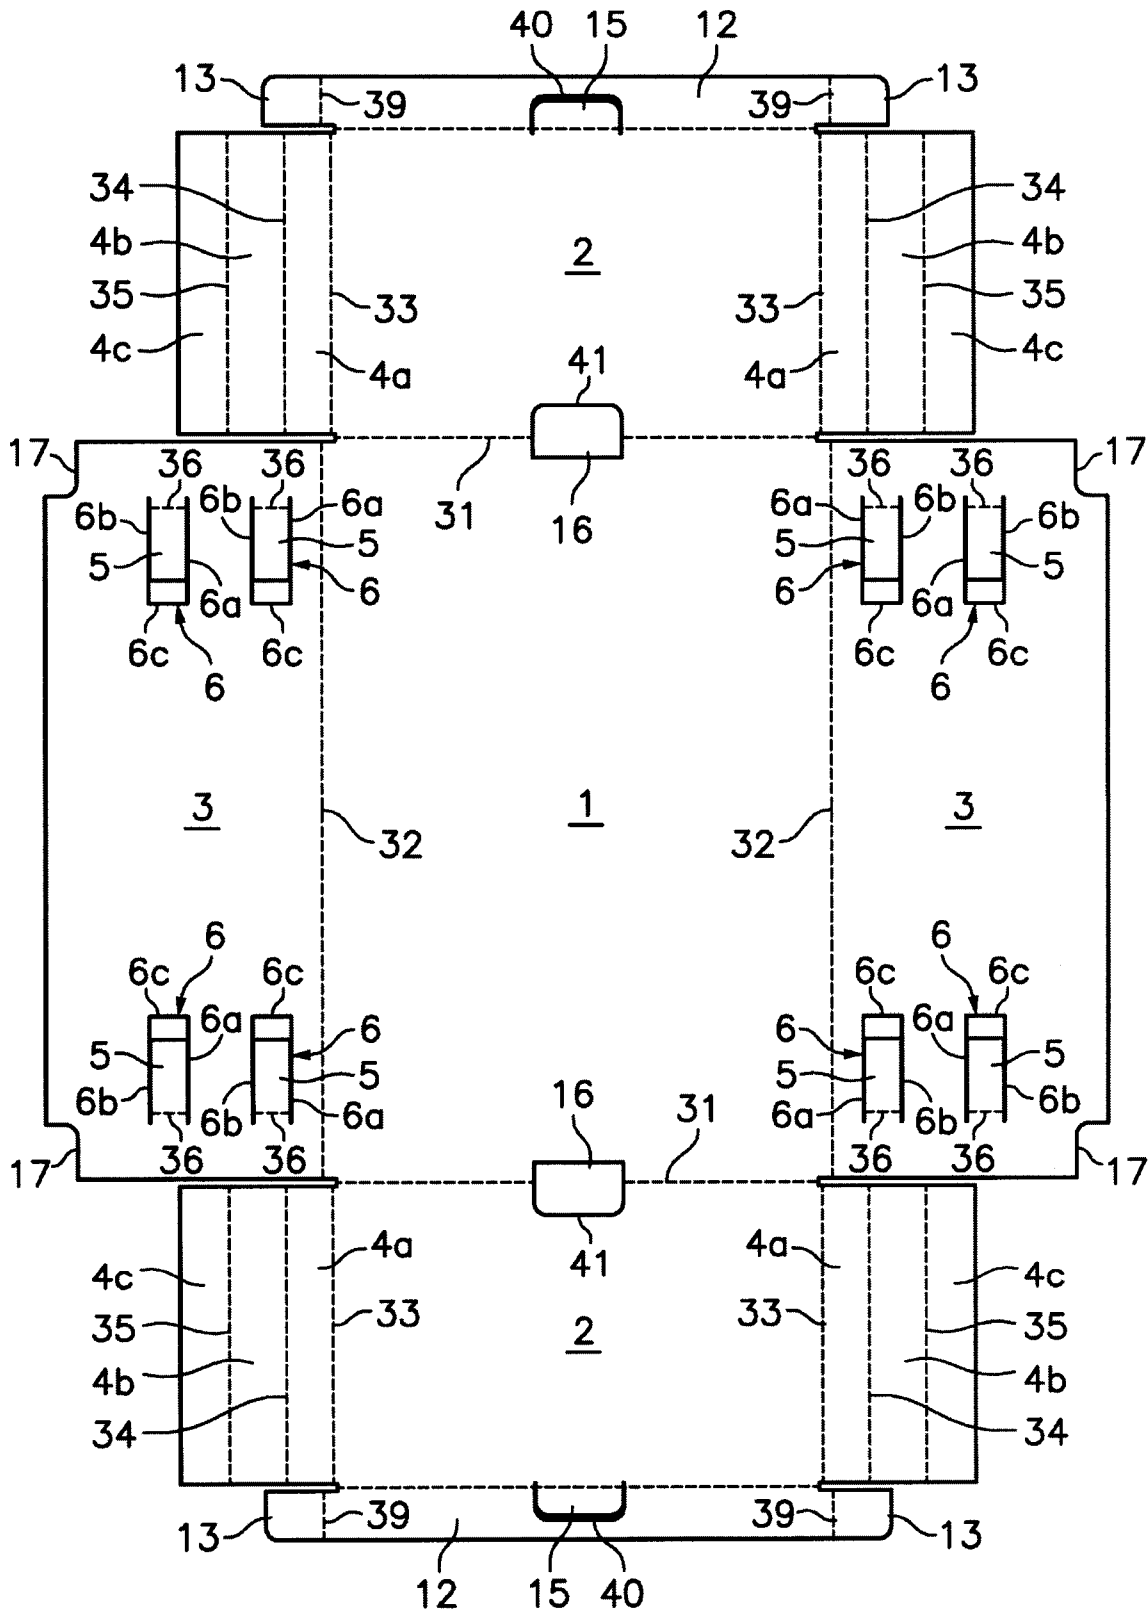 40 15 12
13 39 39 13
34 34
4b 2 4b
35 33 33 35
4c 4a 41 4a 4c
17 36 36 31 16 36 36 17
6b 6b 6a 6a 6b 6b
5 5 5 5
6a 6 6 6a
6c 6c 6c 6c
6 6
3 1 3
32 32
6 6
6c 6c 6c 6c
6a 6 6 6a
5 5 5 5
6b 6b 6a 16 31 6a 6b 6b
17 36 36 36 36 17
4c 4a 41 4a 4c
35 33 2 33 35
4b 4b
34 34
13 39 39 13
12 15 40